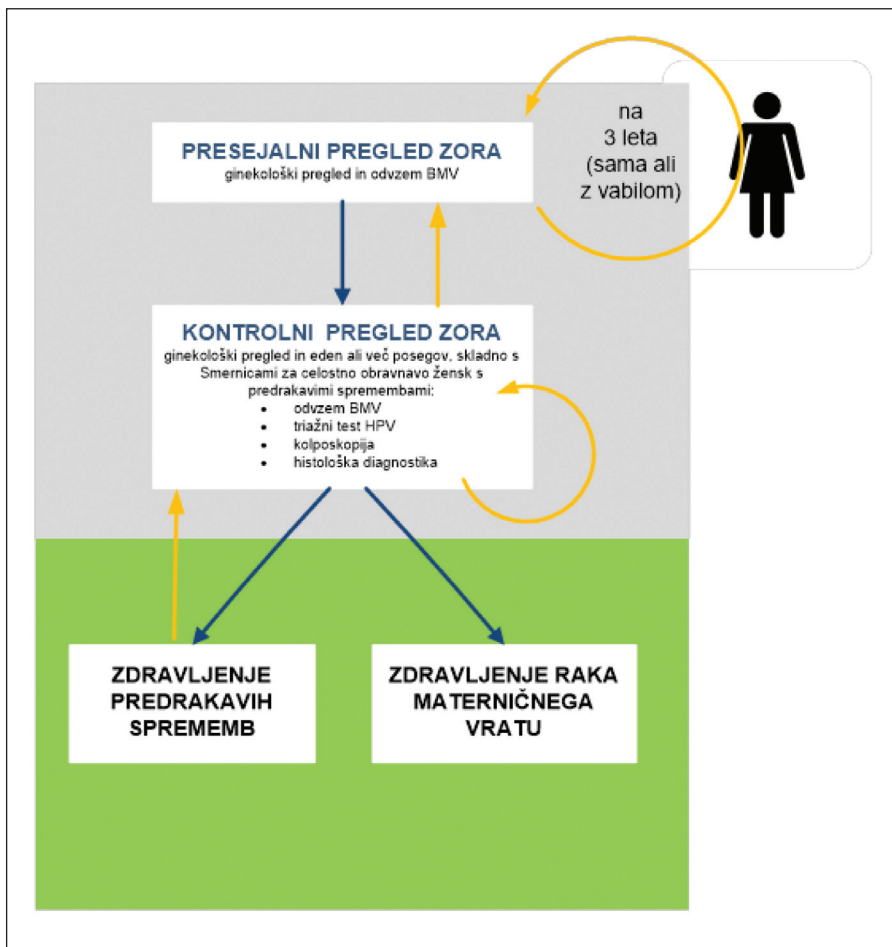 PRESEJALNI PREGLED ZORA
ginekološki pregled in odvzem BMV
na
3 leta
(sama ali
z vabilom)
KONTROLNI PREGLED ZORA
ginekološki pregled in eden ali več posegov, skladno s
Smernicami za celostno obravnavo žensk s
predrakavimi spremembami:
• odvzem BMV
• triažni test HPV
• kolposkopija
• histološka diagnostika
ZDRAVLJENJE
PREDRAKAVIH
SPREMEMB
ZDRAVLJENJE RAKA
MATERNIČNEGA
VRATU